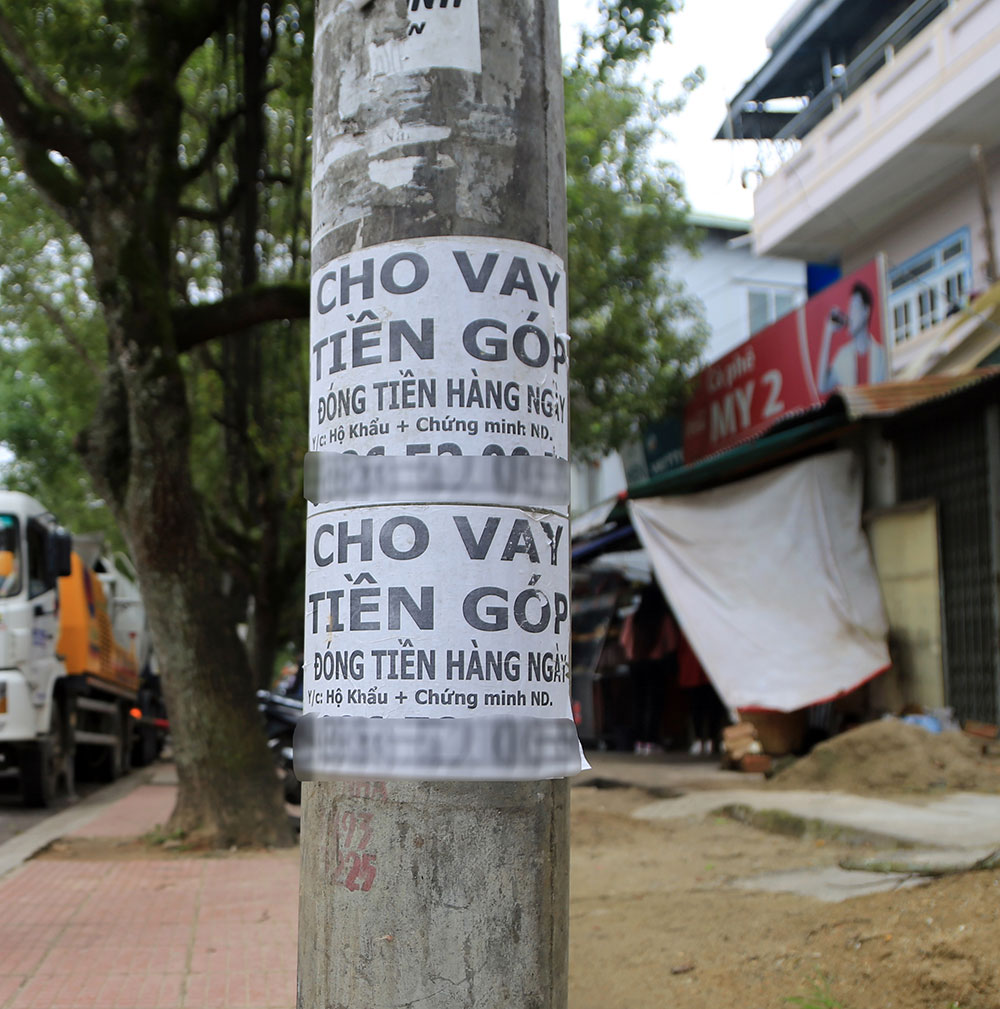 CHO VAY
TIỀN GÓP
ĐÓNG TIỀN HÀNG NGÀY
Y/c: Hộ Khẩu + Chứng minh ND.
CHO VAY
TIỀN GÓP
ĐÓNG TIỀN HÀNG NGÀY
Y/c: Hộ Khẩu + Chứng minh ND.
225
Cà phê
MY 2